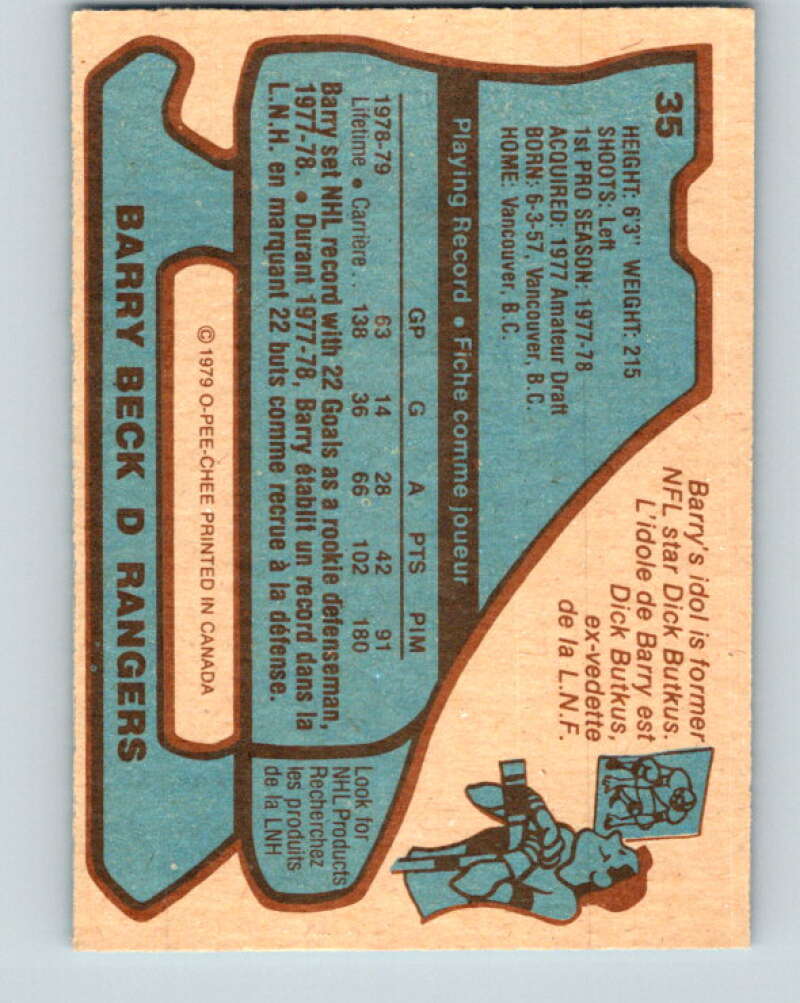 35
HEIGHT: 6'3" WEIGHT: 215
SHOOTS: Left
1st PRO SEASON: 1977-78
ACQUIRED: 1977 Amateur Draft
BORN: 6-3-57, Vancouver, B.C.
HOME: Vancouver, B.C.
Barry's idol is former
NFL star Dick Butkus.
L'idole de Barry est
Dick Butkus,
ex-vedette
de la L.N.F.
Playing Record • Fiche comme joueur
GP G A PTS PIM
1978-79 63 14 28 42 91
Lifetime • Carrière . . 138 36 66 102 180
Barry set NHL record with 22 Goals as a rookie defenseman,
1977-78. • Durant 1977-78, Barry établit un record dans la
L.N.H. en marquant 22 buts comme recrue à la défense.
Look for
NHL Products
Recherchez
les produits
de la LNH
© 1979 O-PEE-CHEE PRINTED IN CANADA
BARRY BECK D RANGERS